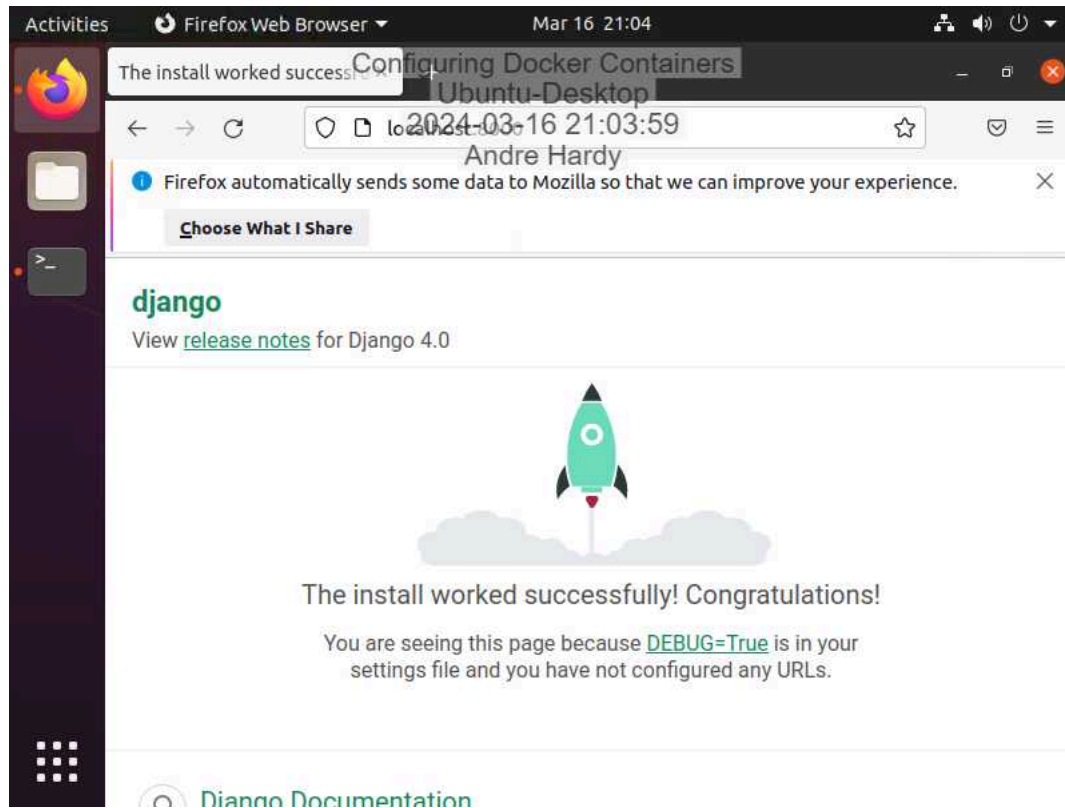 Activities Firefox Web Browser Mar 16 21:04
The install worked success
Configuring Docker Containers
Ubuntu-Desktop
2024-03-16 21:03:59
Andre Hardy
Firefox automatically sends some data to Mozilla so that we can improve your experience.
Choose What I Share
django
View release notes for Django 4.0
The install worked successfully! Congratulations!
You are seeing this page because DEBUG=True is in your
settings file and you have not configured any URLs.
Django Documentation